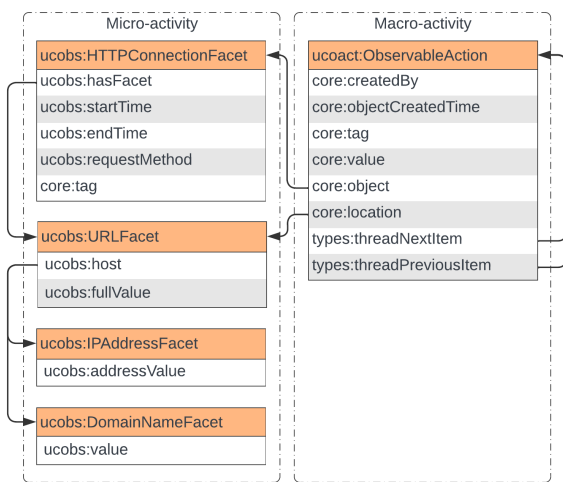 Micro-activity
ucobs:HTTPConnectionFacet
ucobs:hasFacet
ucobs:startTime
ucobs:endTime
ucobs:requestMethod
core:tag
ucobs:URLFacet
ucobs:host
ucobs:fullValue
ucobs:IPAddressFacet
ucobs:addressValue
ucobs:DomainNameFacet
ucobs:value
Macro-activity
ucoact:ObservableAction
core:createdBy
core:objectCreatedTime
core:tag
core:value
core:object
core:location
types:threadNextItem
types:threadPreviousItem